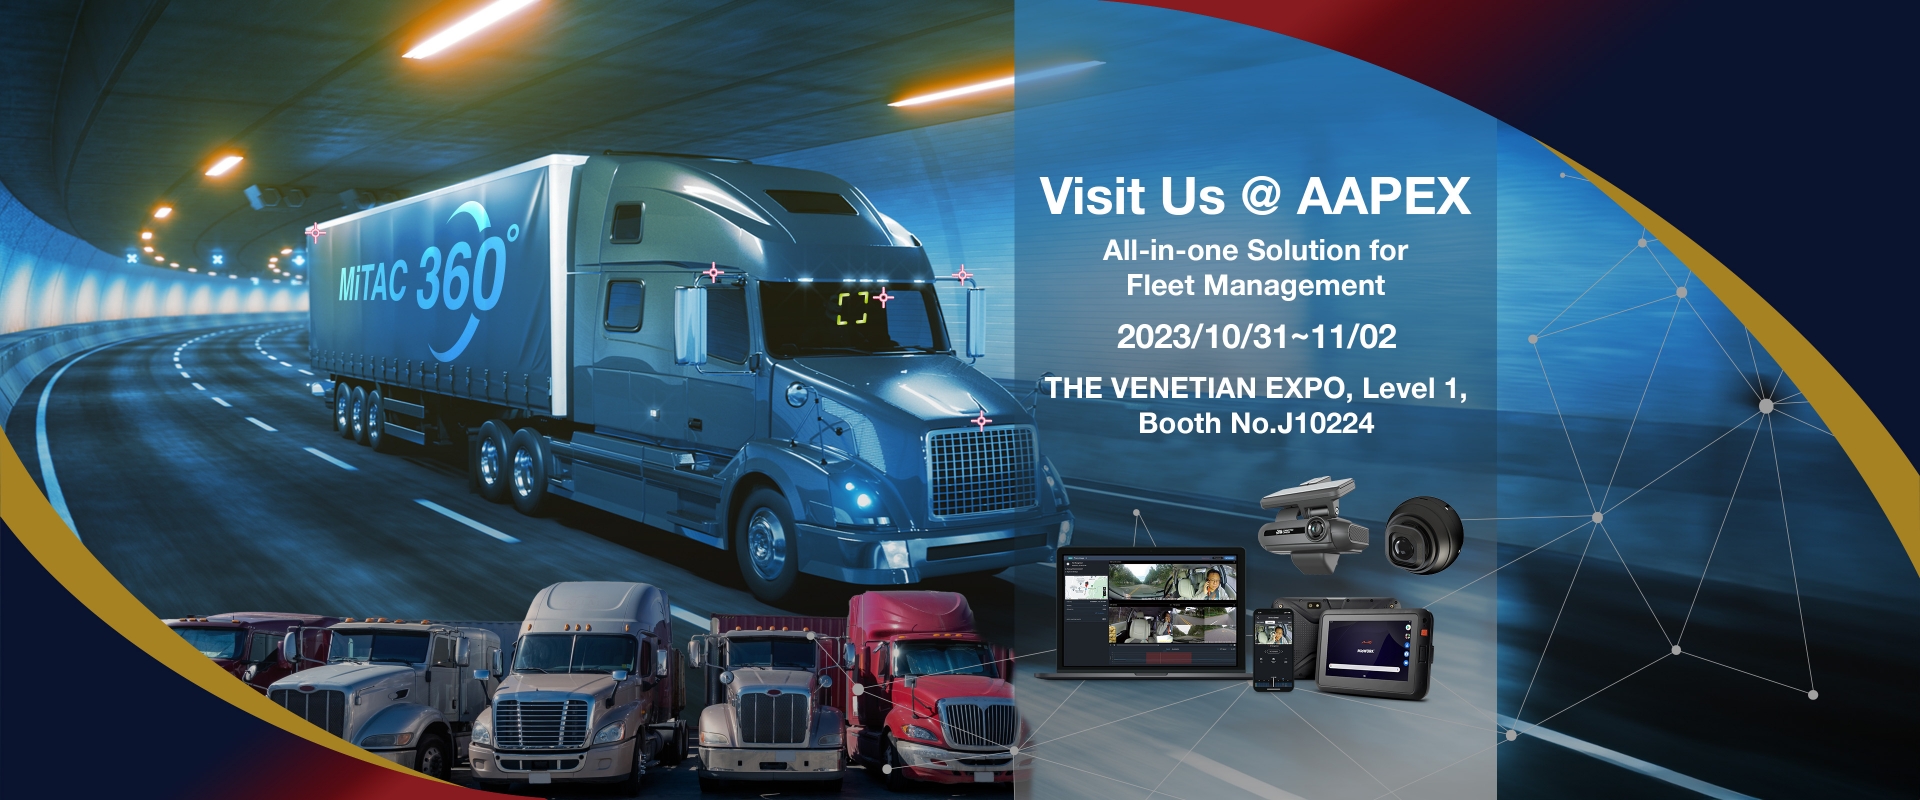 MiTAC 360°
Visit Us @ AAPEX
All-in-one Solution for
Fleet Management
2023/10/31~11/02
THE VENETIAN EXPO, Level 1,
Booth No.J10224